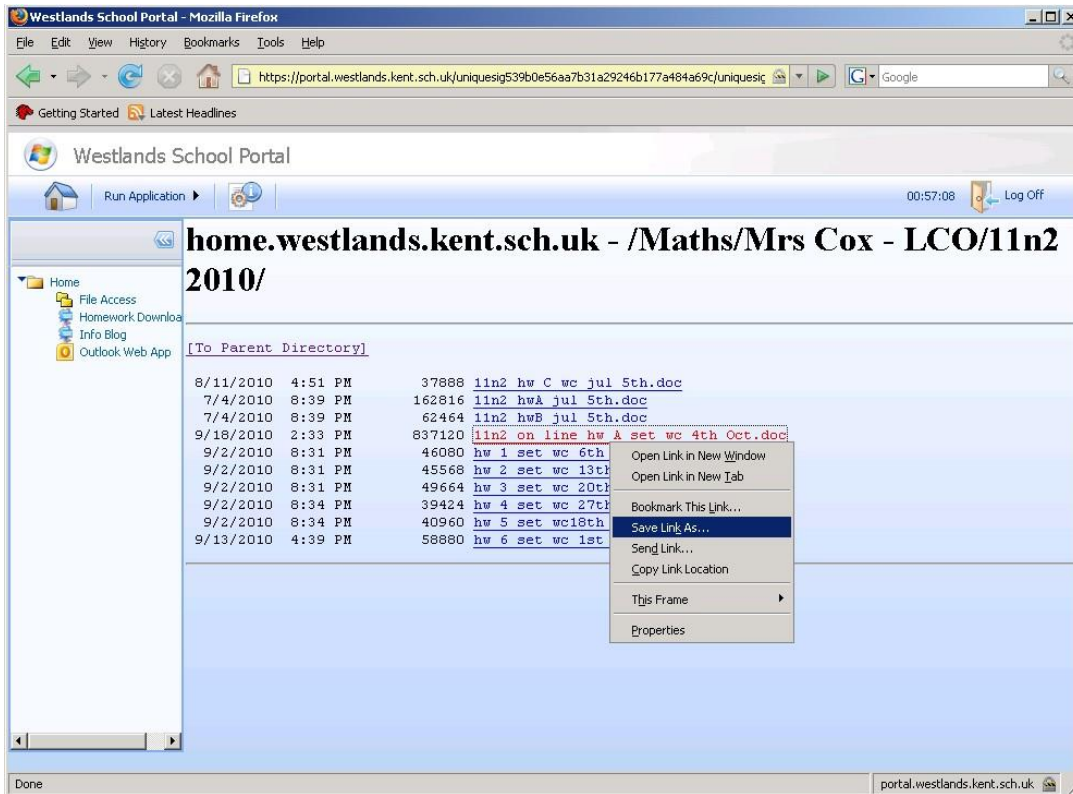 Westlands School Portal - Mozilla Firefox
File Edit View History Bookmarks Tools Help
https://portal.westlands.kent.sch.uk/uniquesig539b0e56aa7b31a29246b177a484a69c/uniquesig
G Google
Getting Started Latest Headlines
Westlands School Portal
Run Application 00:57:08 Log Off
home.westlands.kent.sch.uk - /Maths/Mrs Cox - LCO/11n2
2010/
Home
File Access
Homework Downloa
Info Blog
Outlook Web App
[To Parent Directory]
8/11/2010 4:51 PM 37888 11n2 hw C wc jul 5th.doc
7/4/2010 8:39 PM 162816 11n2 hwA jul 5th.doc
7/4/2010 8:39 PM 62464 11n2 hwB jul 5th.doc
9/18/2010 2:33 PM 837120 11n2 on line hw A set wc 4th Oct.doc
9/2/2010 8:31 PM 46080 hw 1 set wc 6th
9/2/2010 8:31 PM 45568 hw 2 set wc 13th
9/2/2010 8:31 PM 49664 hw 3 set wc 20th
9/2/2010 8:34 PM 39424 hw 4 set wc 27th
9/2/2010 8:34 PM 40960 hw 5 set wc18th
9/13/2010 4:39 PM 58880 hw 6 set wc 1st
Open Link in New Window
Open Link in New Tab
Bookmark This Link...
Save Link As...
Send Link...
Copy Link Location
This Frame
Properties
Done portal.westlands.kent.sch.uk